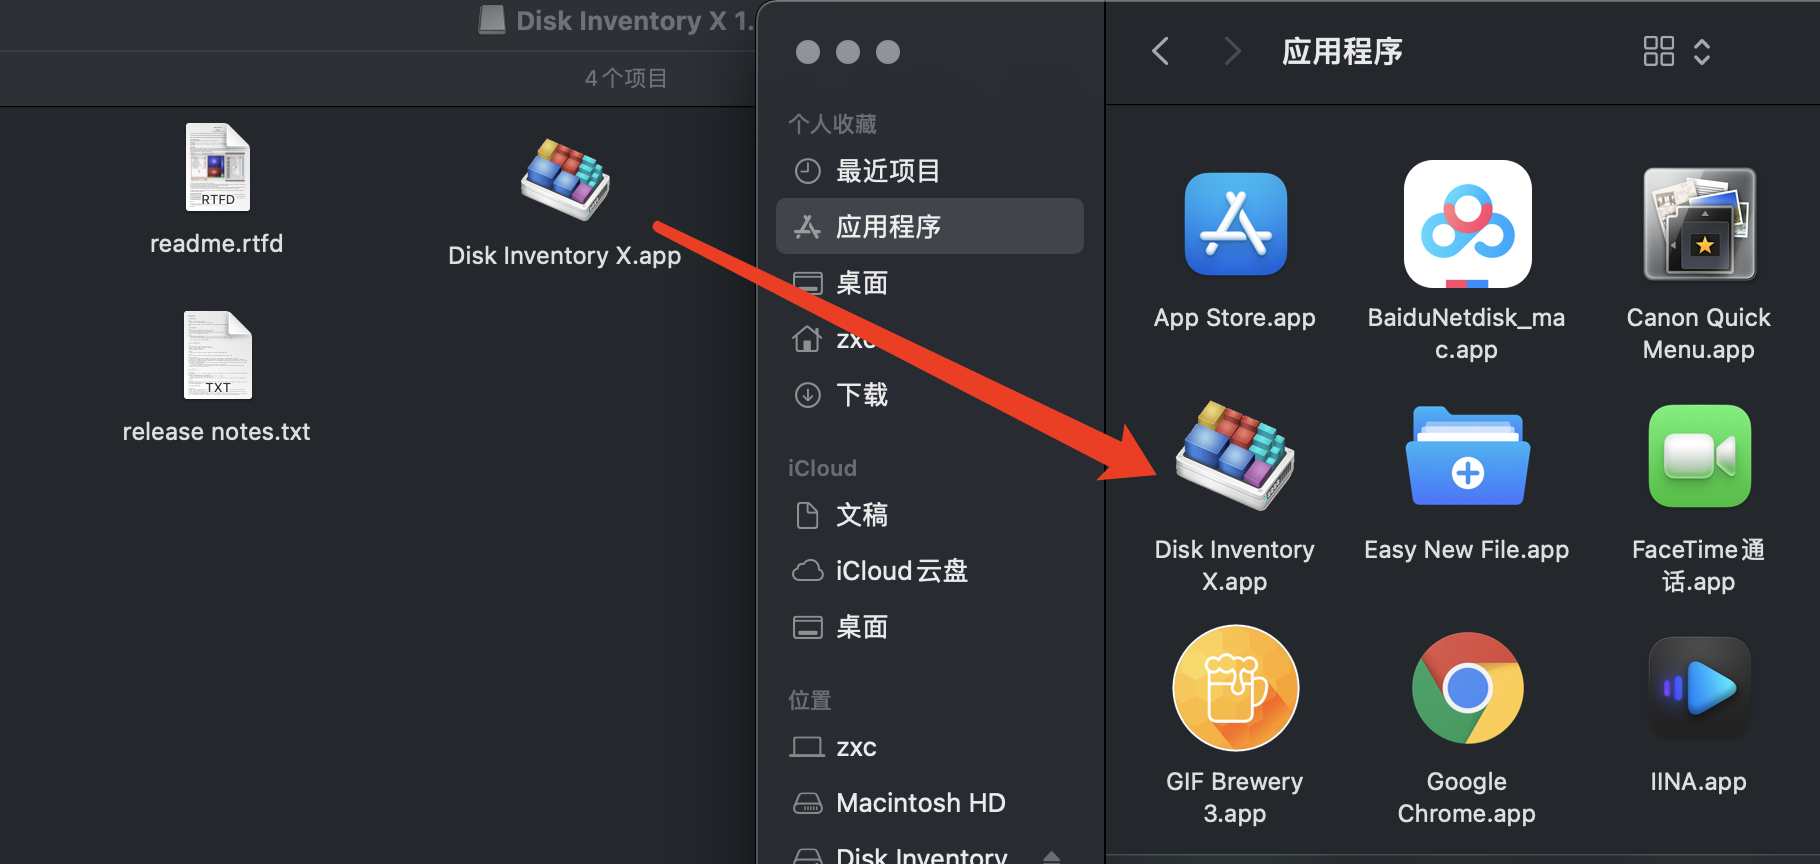 Disk Inventory X 1.
4个项目
RTFD
readme.rtfd
Disk Inventory X.app
TXT
release notes.txt
个人收藏
最近项目
应用程序
桌面
zxc
下载
iCloud
文稿
iCloud云盘
桌面
位置
zxc
Macintosh HD
Disk Inventory
应用程序
App Store.app
BaiduNetdisk_ma
c.app
Canon Quick
Menu.app
Disk Inventory
X.app
Easy New File.app
FaceTime通
话.app
GIF Brewery
3.app
Google
Chrome.app
IINA.app